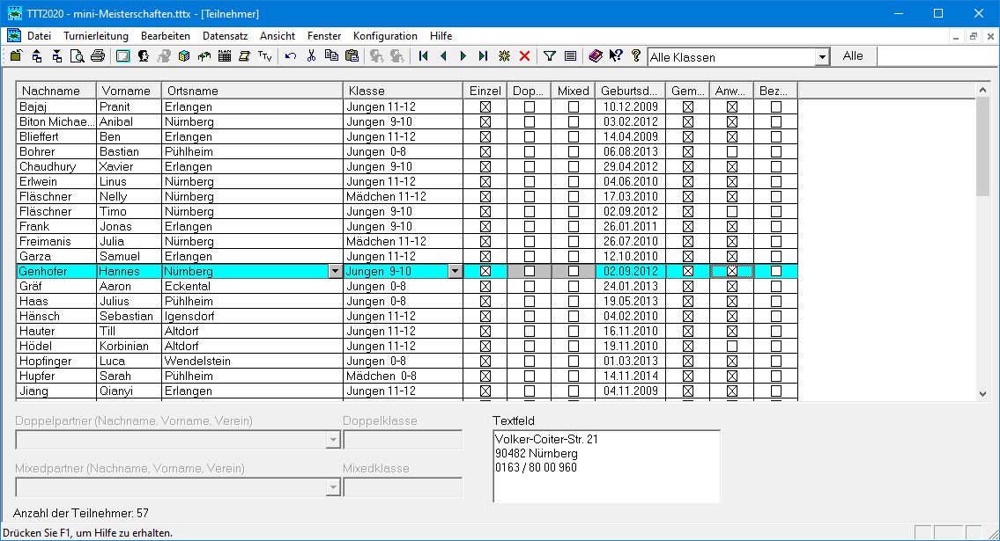 TTT2020 - mini-Meisterschaften.tttx - [Teilnehmer]
Datei Turnierleitung Bearbeiten Datensatz Ansicht Fenster Konfiguration Hilfe
Alle Klassen Alle
Nachname Vorname Ortsname Klasse Einzel Dop... Mixed Geburtsd... Gem... Anw... Bez...
Bajaj Pranit Erlangen Jungen 11-12 10.12.2009
Biton Michae... Anibal Nürnberg Jungen 9-10 03.02.2012
Blieffert Ben Erlangen Jungen 11-12 14.04.2009
Bohrer Bastian Pühlheim Jungen 0-8 06.08.2013
Chaudhury Xavier Erlangen Jungen 9-10 29.04.2012
Erlwein Linus Nürnberg Jungen 11-12 04.06.2010
Fläschner Nelly Nürnberg Mädchen 11-12 17.03.2010
Fläschner Timo Nürnberg Jungen 9-10 02.09.2012
Frank Jonas Erlangen Jungen 9-10 26.01.2011
Freimanis Julia Nürnberg Mädchen 11-12 26.07.2010
Garza Samuel Erlangen Jungen 11-12 12.10.2010
Genhofer Hannes Nürnberg Jungen 9-10 02.09.2012
Gräf Aaron Eckental Jungen 0-8 24.01.2013
Haas Julius Pühlheim Jungen 0-8 19.05.2013
Hänsch Sebastian Igensdorf Jungen 11-12 04.02.2010
Hauter Till Altdorf Jungen 11-12 16.11.2010
Hödel Korbinian Altdorf Jungen 11-12 19.11.2010
Hopfinger Luca Wendelstein Jungen 0-8 01.03.2013
Hupfer Sarah Pühlheim Mädchen 0-8 14.11.2014
Jiang Qianyi Erlangen Jungen 11-12 04.11.2009
Doppelpartner (Nachname, Vorname, Verein) Doppelklasse Textfeld
Volker-Coiter-Str. 21
90482 Nürnberg
0163 / 80 00 960
Mixedpartner (Nachname, Vorname, Verein) Mixedklasse
Anzahl der Teilnehmer: 57
Drücken Sie F1, um Hilfe zu erhalten.